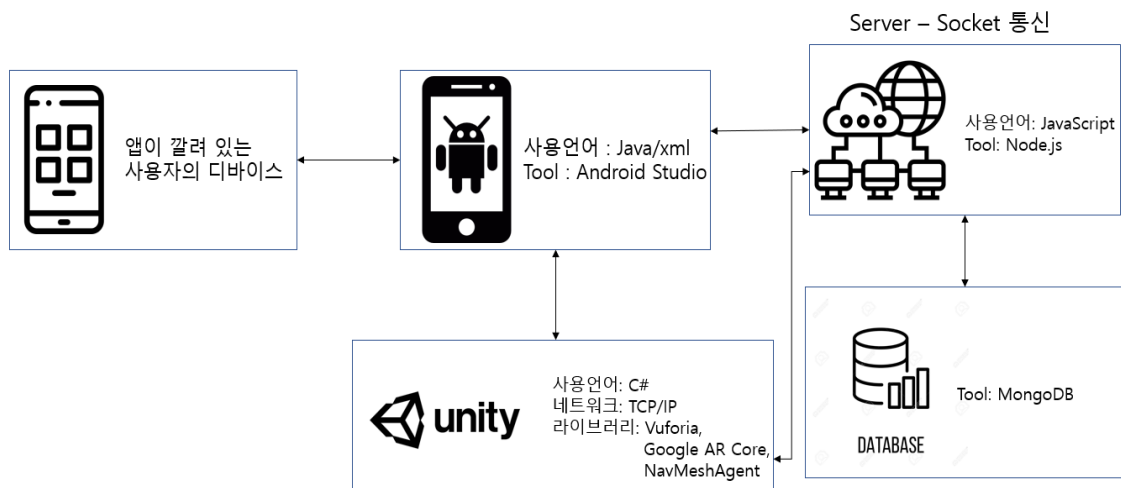 Server – Socket 통신
앱이 깔려 있는
사용자의 디바이스
사용언어 : Java/xml
Tool : Android Studio
사용언어: JavaScript
Tool: Node.js
unity
사용언어: C#
네트워크: TCP/IP
라이브러리: Vuforia,
Google AR Core,
NavMeshAgent
Tool: MongoDB
DATABASE